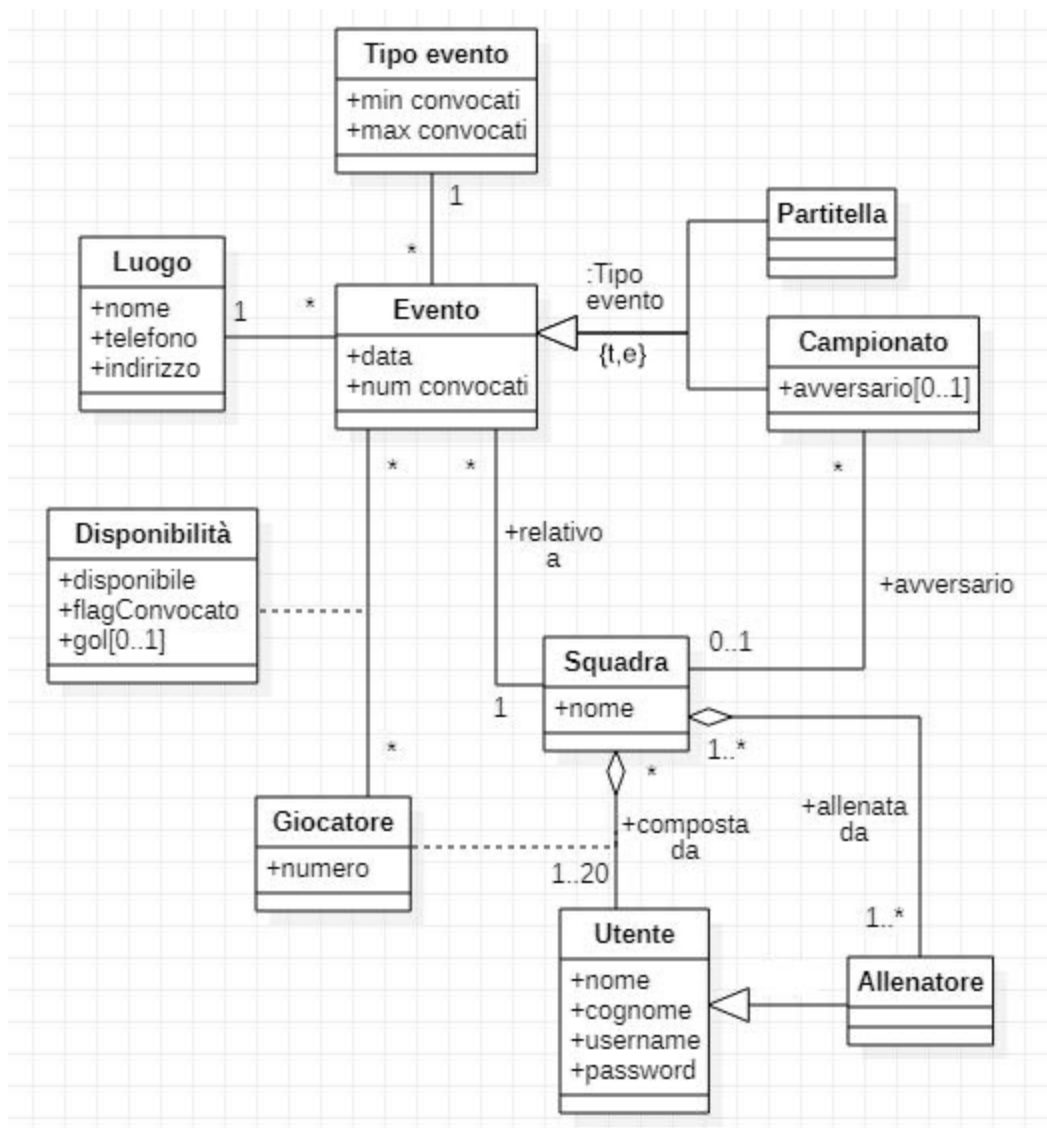 Tipo evento
+min convocati
+max convocati
1
*
Partitella
Luogo
+nome
+telefono
+indirizzo
1
*
Evento
+data
+num convocati
:Tipo
evento
{t,e}
Campionato
+avversario[0..1]
*
*
*
Disponibilità
+disponibile
+flagConvocato
+gol[0..1]
+relativo
a
+avversario
0..1
Squadra
+nome
1
*
1..*
*
Giocatore
+numero
+composta
da
+allenata
da
1..20
1..*
Utente
+nome
+cognome
+username
+password
Allenatore